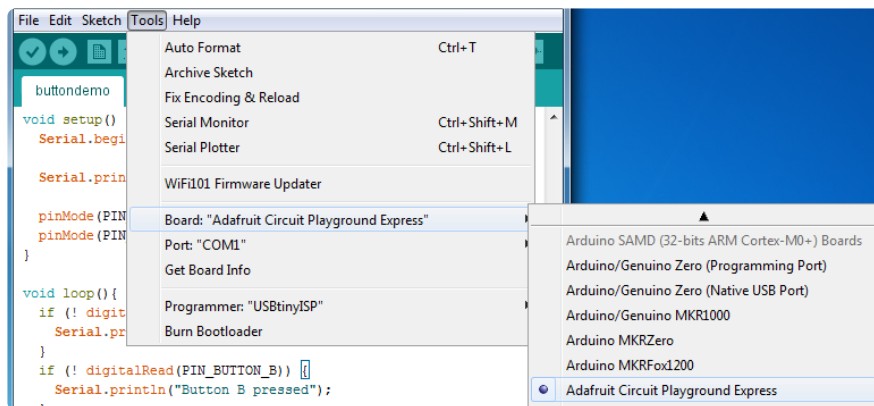 File Edit Sketch Tools Help
Auto Format Ctrl+T
Archive Sketch
Fix Encoding & Reload
Serial Monitor Ctrl+Shift+M
Serial Plotter Ctrl+Shift+L
WiFi101 Firmware Updater
Board: "Adafruit Circuit Playground Express"
Port: "COM1"
Get Board Info
Programmer: "USBtinyISP"
Burn Bootloader
Arduino SAMD (32-bits ARM Cortex-M0+) Boards
Arduino/Genuino Zero (Programming Port)
Arduino/Genuino Zero (Native USB Port)
Arduino/Genuino MKR1000
Arduino MKRZero
Arduino MKRFox1200
Adafruit Circuit Playground Express
buttondemo
void setup()
Serial.begi
Serial.prin
pinMode(PIN
pinMode(PIN
}
void loop(){
if (! digit
Serial.pr
}
if (! digitalRead(PIN_BUTTON_B)) {
Serial.println("Button B pressed");